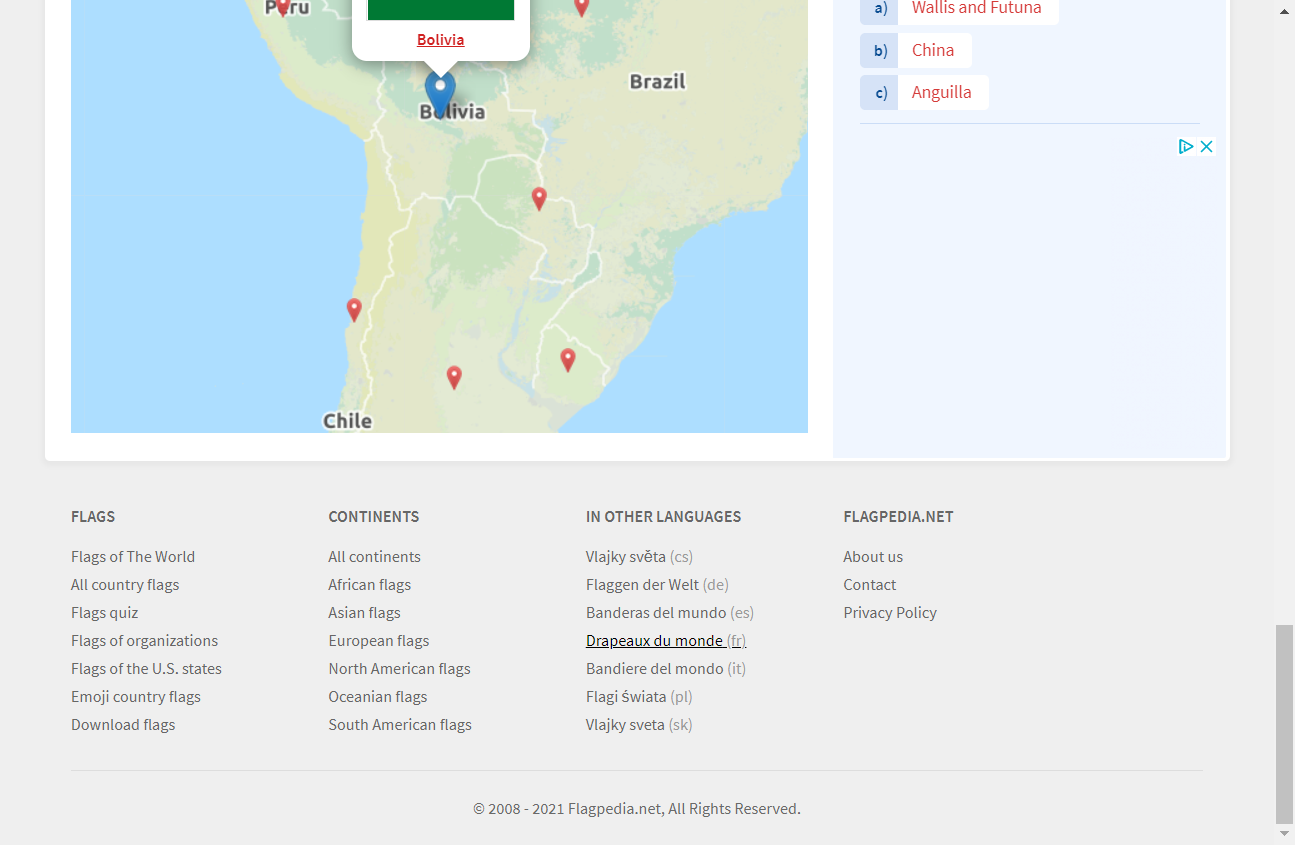 Peru
Bolivia
Brazil
Bolivia
Chile
a) Wallis and Futuna
b) China
c) Anguilla
FLAGS
Flags of The World
All country flags
Flags quiz
Flags of organizations
Flags of the U.S. states
Emoji country flags
Download flags
CONTINENTS
All continents
African flags
Asian flags
European flags
North American flags
Oceanian flags
South American flags
IN OTHER LANGUAGES
Vlajky světa (cs)
Flaggen der Welt (de)
Banderas del mundo (es)
Drapeaux du monde (fr)
Bandiere del mondo (it)
Flagi świata (pl)
Vlajky sveta (sk)
FLAGPEDIA.NET
About us
Contact
Privacy Policy
© 2008 - 2021 Flagpedia.net, All Rights Reserved.